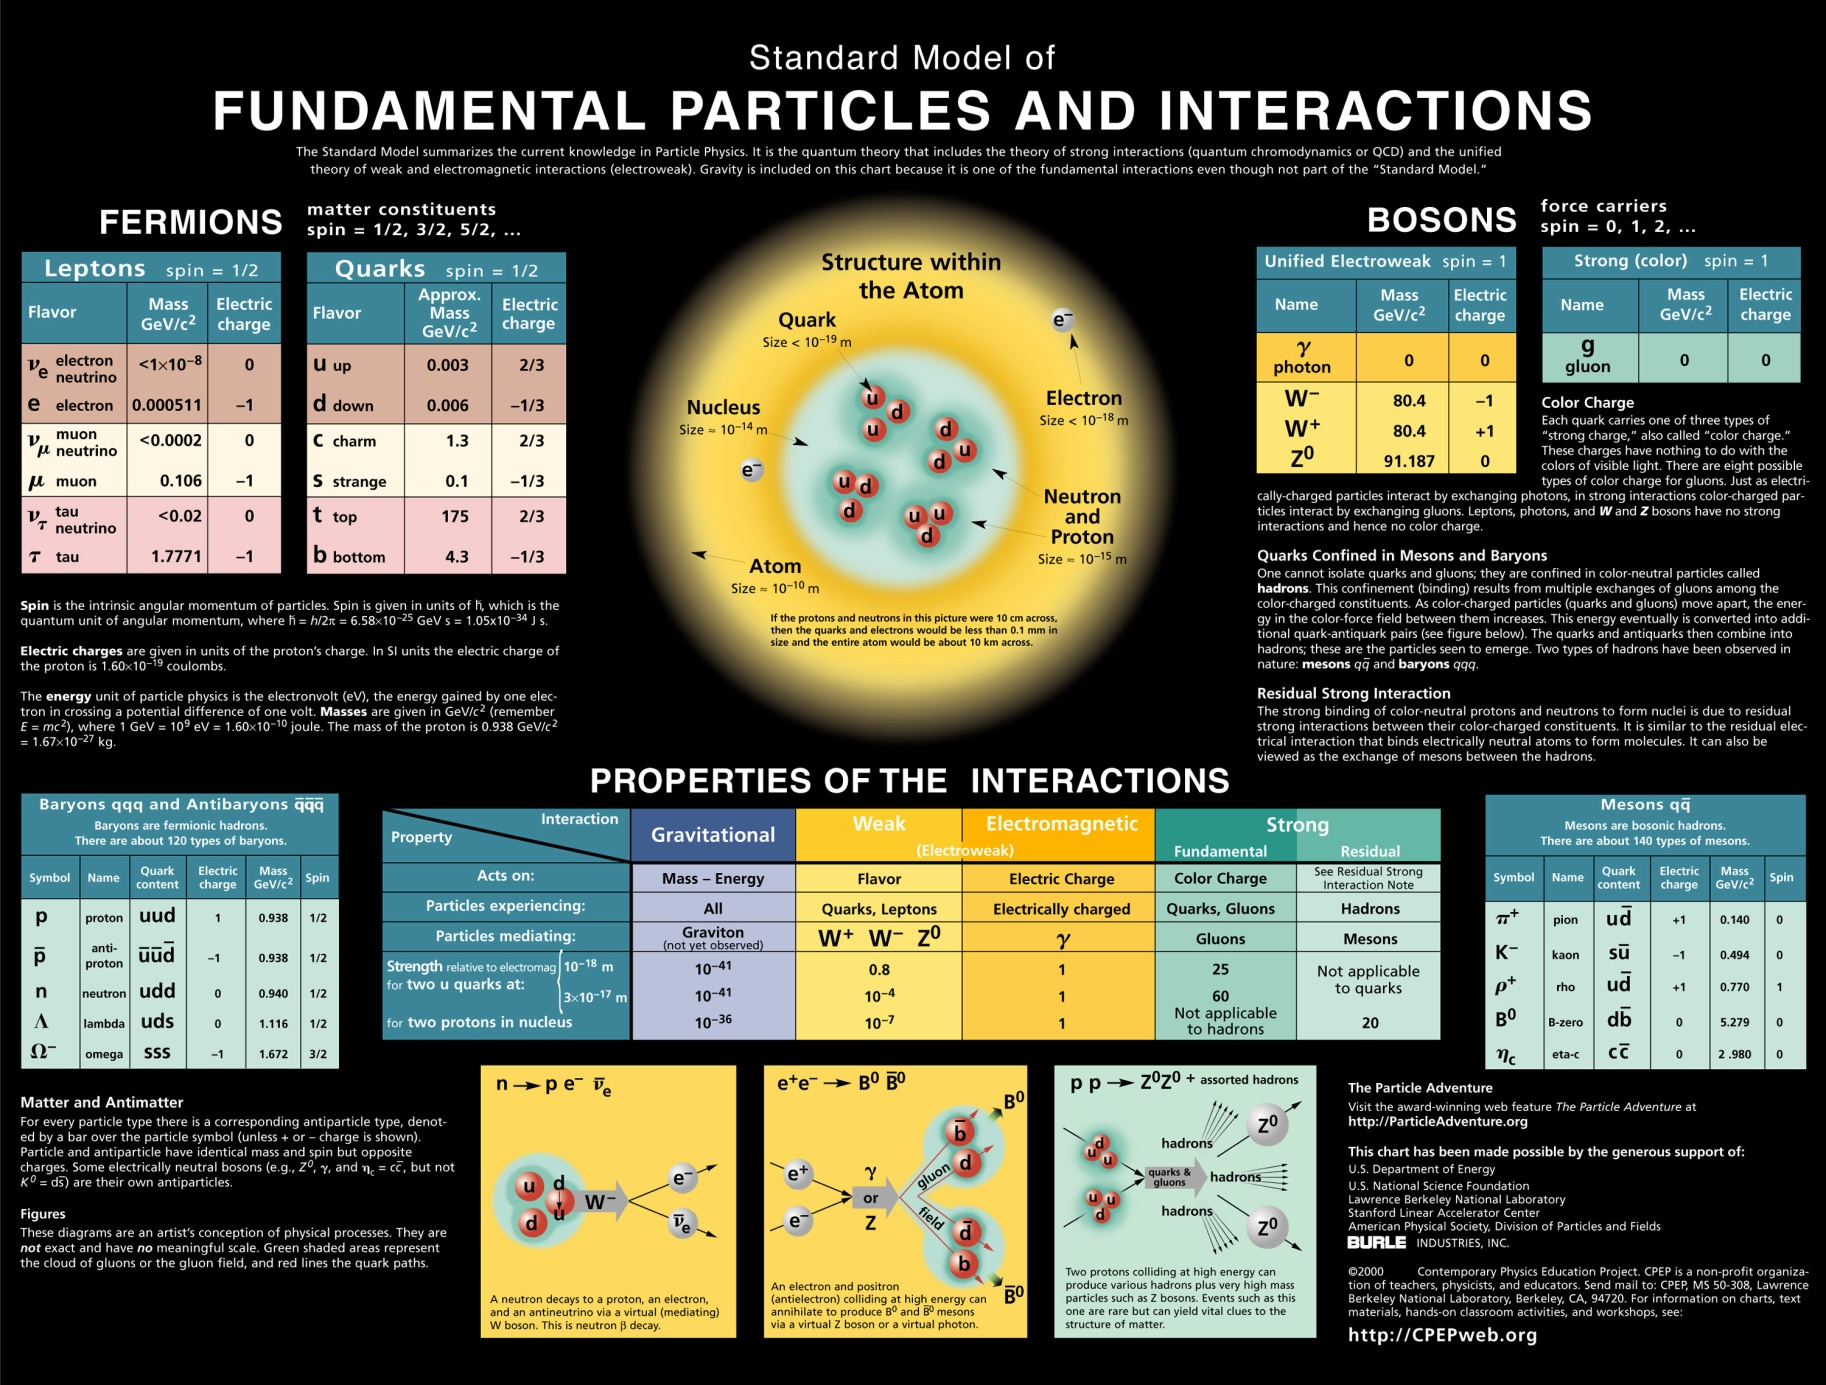 Standard Model of
FUNDAMENTAL PARTICLES AND INTERACTIONS
The Standard Model summarizes the current knowledge in Particle Physics. It is the quantum theory that includes the theory of strong interactions (quantum chromodynamics or QCD) and the unified
theory of weak and electromagnetic interactions (electroweak). Gravity is included on this chart because it is one of the fundamental interactions even though not part of the “Standard Model.”
FERMIONS
matter constituents
spin = 1/2, 3/2, 5/2, ...
Leptons spin = 1/2
Flavor Mass GeV/c² Electric charge
νe electron neutrino <1×10⁻⁸ 0
e electron 0.000511 –1
νμ muon neutrino <0.0002 0
μ muon 0.106 –1
ντ tau neutrino <0.02 0
τ tau 1.7771 –1
Quarks spin = 1/2
Flavor Approx. Mass GeV/c² Electric charge
u up 0.003 2/3
d down 0.006 –1/3
c charm 1.3 2/3
s strange 0.1 –1/3
t top 175 2/3
b bottom 4.3 –1/3
Spin is the intrinsic angular momentum of particles. Spin is given in units of ħ, which is the
quantum unit of angular momentum, where ħ = h/2π = 6.58×10⁻²⁵ GeV s = 1.05x10⁻³⁴ J s.
Electric charges are given in units of the proton’s charge. In SI units the electric charge of
the proton is 1.60×10⁻¹⁹ coulombs.
The energy unit of particle physics is the electronvolt (eV), the energy gained by one elec-
tron in crossing a potential difference of one volt. Masses are given in GeV/c² (remember
E = mc²), where 1 GeV = 10⁹ eV = 1.60×10⁻¹⁰ joule. The mass of the proton is 0.938 GeV/c²
= 1.67×10⁻²⁷ kg.
Structure within
the Atom
Quark
Size < 10⁻¹⁹ m
e⁻
Electron
Size < 10⁻¹⁸ m
Nucleus
Size ≈ 10⁻¹⁴ m
e⁻
u d
u
d
u
d
u d
d
u u
d
Neutron
and
Proton
Size ≈ 10⁻¹⁵ m
Atom
Size ≈ 10⁻¹⁰ m
If the protons and neutrons in this picture were 10 cm across,
then the quarks and electrons would be less than 0.1 mm in
size and the entire atom would be about 10 km across.
BOSONS
force carriers
spin = 0, 1, 2, ...
Unified Electroweak spin = 1
Name Mass GeV/c² Electric charge
γ photon 0 0
W⁻ 80.4 –1
W⁺ 80.4 +1
Z⁰ 91.187 0
Strong (color) spin = 1
Name Mass GeV/c² Electric charge
g gluon 0 0
Color Charge
Each quark carries one of three types of
“strong charge,” also called “color charge.”
These charges have nothing to do with the
colors of visible light. There are eight possible
types of color charge for gluons. Just as electri-
cally-charged particles interact by exchanging photons, in strong interactions color-charged par-
ticles interact by exchanging gluons. Leptons, photons, and W and Z bosons have no strong
interactions and hence no color charge.
Quarks Confined in Mesons and Baryons
One cannot isolate quarks and gluons; they are confined in color-neutral particles called
hadrons. This confinement (binding) results from multiple exchanges of gluons among the
color-charged constituents. As color-charged particles (quarks and gluons) move apart, the ener-
gy in the color-force field between them increases. This energy eventually is converted into addi-
tional quark-antiquark pairs (see figure below). The quarks and antiquarks then combine into
hadrons; these are the particles seen to emerge. Two types of hadrons have been observed in
nature: mesons qq̄ and baryons qqq.
Residual Strong Interaction
The strong binding of color-neutral protons and neutrons to form nuclei is due to residual
strong interactions between their color-charged constituents. It is similar to the residual elec-
trical interaction that binds electrically neutral atoms to form molecules. It can also be
viewed as the exchange of mesons between the hadrons.
PROPERTIES OF THE INTERACTIONS
Baryons qqq and Antibaryons q̄q̄q̄
Baryons are fermionic hadrons.
There are about 120 types of baryons.
Symbol Name Quark content Electric charge Mass GeV/c² Spin
p proton uud 1 0.938 1/2
p̄ anti-proton ūūd̄ –1 0.938 1/2
n neutron udd 0 0.940 1/2
Λ lambda uds 0 1.116 1/2
Ω⁻ omega sss –1 1.672 3/2
Interaction
Property
Gravitational Weak Electromagnetic Strong
(Electroweak) Fundamental Residual
Acts on: Mass – Energy Flavor Electric Charge Color Charge See Residual Strong Interaction Note
Particles experiencing: All Quarks, Leptons Electrically charged Quarks, Gluons Hadrons
Particles mediating: Graviton (not yet observed) W⁺ W⁻ Z⁰ γ Gluons Mesons
Strength relative to electromag 10⁻¹⁸ m 10⁻⁴¹ 0.8 1 25 Not applicable to quarks
for two u quarks at: 3×10⁻¹⁷ m 10⁻⁴¹ 10⁻⁴ 1 60
for two protons in nucleus 10⁻³⁶ 10⁻⁷ 1 Not applicable to hadrons 20
Mesons qq̄
Mesons are bosonic hadrons.
There are about 140 types of mesons.
Symbol Name Quark content Electric charge Mass GeV/c² Spin
π⁺ pion ud̄ +1 0.140 0
K⁻ kaon sū –1 0.494 0
ρ⁺ rho ud̄ +1 0.770 1
B⁰ B-zero db̄ 0 5.279 0
ηc eta-c cc̄ 0 2 .980 0
Matter and Antimatter
For every particle type there is a corresponding antiparticle type, denot-
ed by a bar over the particle symbol (unless + or – charge is shown).
Particle and antiparticle have identical mass and spin but opposite
charges. Some electrically neutral bosons (e.g., Z⁰, γ, and ηc = cc̄, but not
K⁰ = ds̄) are their own antiparticles.
Figures
These diagrams are an artist’s conception of physical processes. They are
not exact and have no meaningful scale. Green shaded areas represent
the cloud of gluons or the gluon field, and red lines the quark paths.
n → p e⁻ ν̄e
u d
d u
W⁻
e⁻
ν̄e
A neutron decays to a proton, an electron,
and an antineutrino via a virtual (mediating)
W boson. This is neutron β decay.
e⁺e⁻ → B⁰ B̄⁰
B⁰
b̄
d
e⁺
e⁻
γ
or
Z
gluon
field
d̄
b
B̄⁰
An electron and positron
(antielectron) colliding at high energy can
annihilate to produce B⁰ and B̄⁰ mesons
via a virtual Z boson or a virtual photon.
p p → Z⁰Z⁰ + assorted hadrons
d
u u
u u
d
quarks &
gluons
hadrons
hadrons
hadrons
Z⁰
Z⁰
Two protons colliding at high energy can
produce various hadrons plus very high mass
particles such as Z bosons. Events such as this
one are rare but can yield vital clues to the
structure of matter.
The Particle Adventure
Visit the award-winning web feature The Particle Adventure at
http://ParticleAdventure.org
This chart has been made possible by the generous support of:
U.S. Department of Energy
U.S. National Science Foundation
Lawrence Berkeley National Laboratory
Stanford Linear Accelerator Center
American Physical Society, Division of Particles and Fields
BURLE INDUSTRIES, INC.
©2000 Contemporary Physics Education Project. CPEP is a non-profit organiza-
tion of teachers, physicists, and educators. Send mail to: CPEP, MS 50-308, Lawrence
Berkeley National Laboratory, Berkeley, CA, 94720. For information on charts, text
materials, hands-on classroom activities, and workshops, see:
http://CPEPweb.org